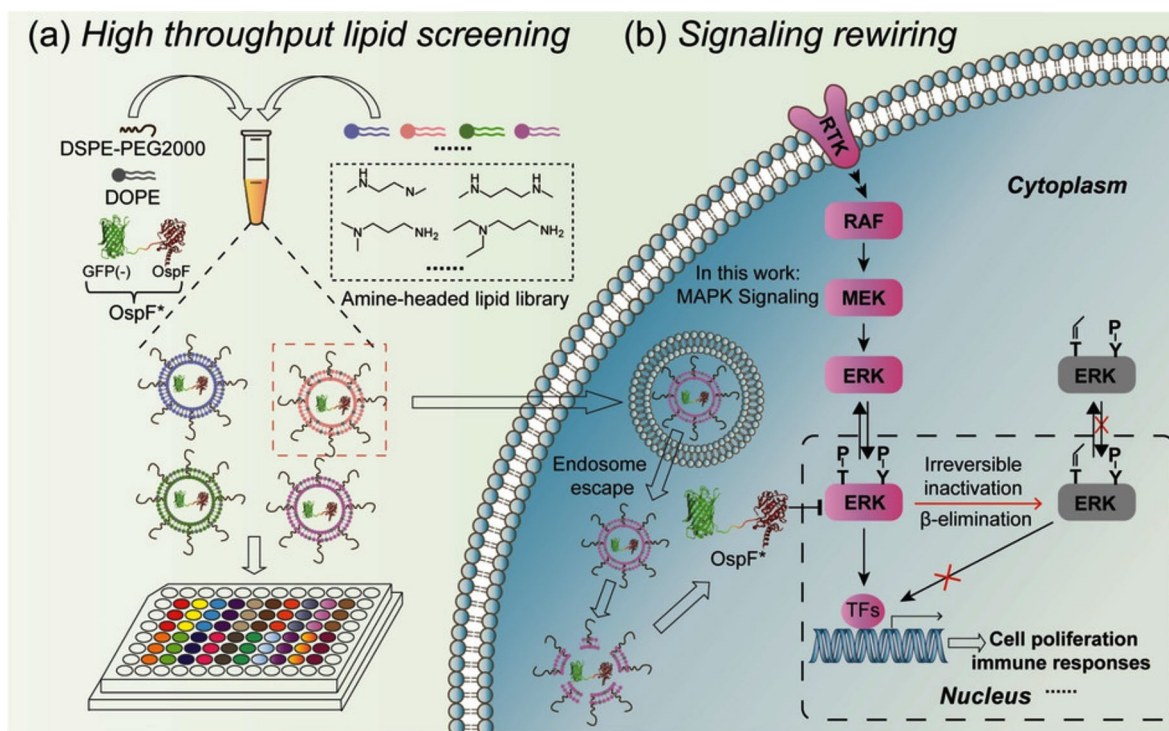 (a) High throughput lipid screening
DSPE-PEG2000
DOPE
GFP(-) OspF
OspF*
......
H
N
N
H
N
H
N
N
NH2
N
NH2
......
Amine-headed lipid library
(b) Signaling rewiring
RTK
Cytoplasm
RAF
In this work:
MAPK Signaling
MEK
ERK
P
T Y
ERK
Endosome
escape
OspF*
P P
T Y
ERK
Irreversible
inactivation
β-elimination
P
T Y
ERK
TFs
Cell poliferation
immune responses
......
Nucleus